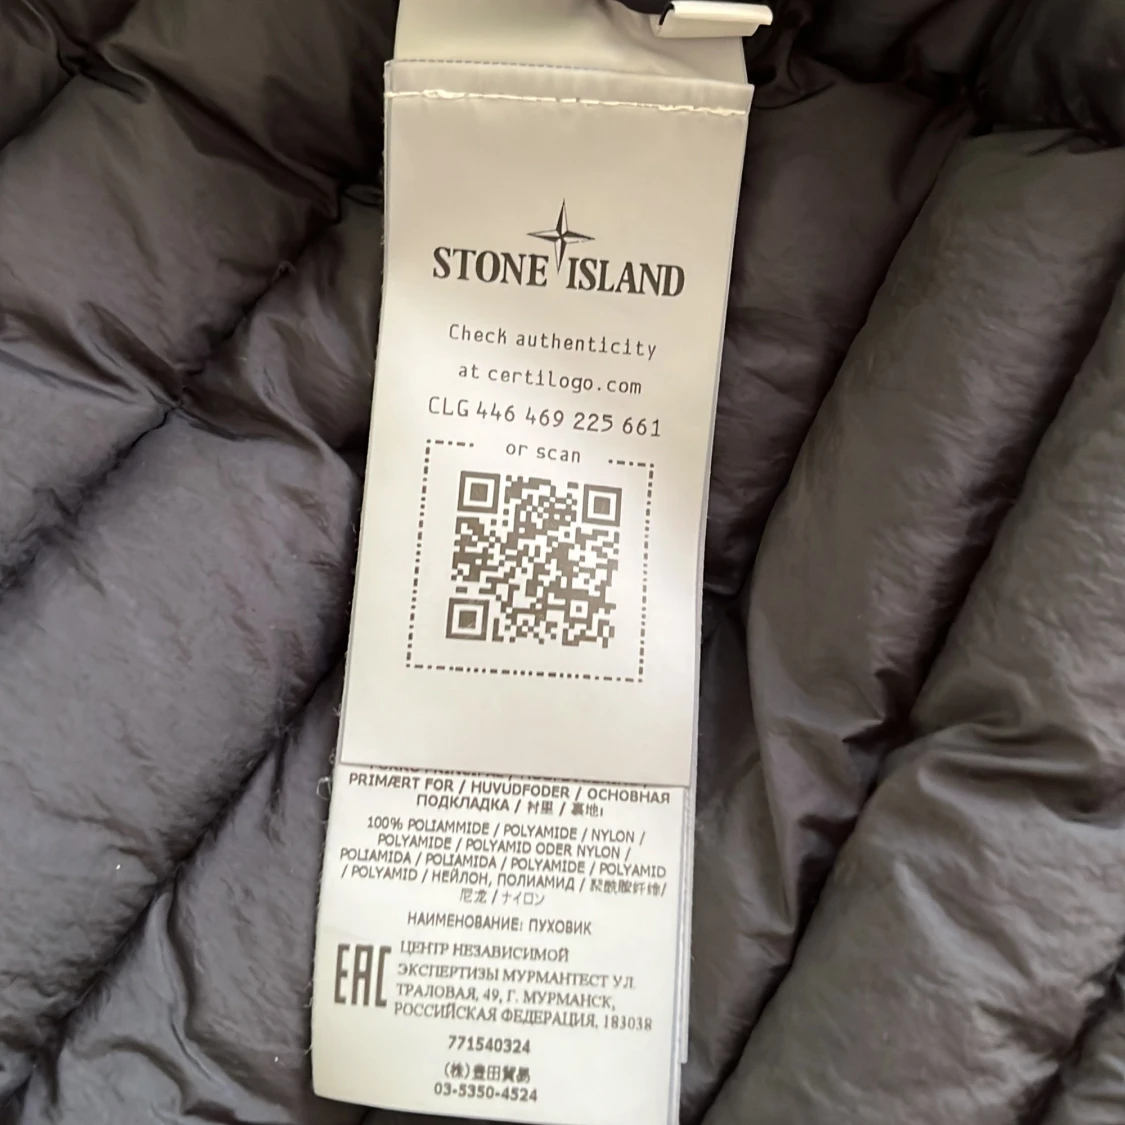 STONE ISLAND
Check authenticity
at certilogo.com
CLG 446 469 225 661
or scan
PRIMÆRT FOR / HUVUDFODER / ОСНОВНАЯ
ПОДКЛАДКА / 衬里 / 裏地
100% POLIAMMIDE / POLYAMIDE / NYLON /
POLYAMIDE / POLYAMID ODER NYLON /
POLIAMIDA / POLIAMIDA / POLYAMIDE / POLYAMID
/ POLYAMID / НЕЙЛОН, ПОЛИАМИД / 聚酰胺纤维/
尼龙 / ナイロン
НАИМЕНОВАНИЕ: ПУХОВИК
EAC
ЦЕНТР НЕЗАВИСИМОЙ
ЭКСПЕРТИЗЫ МУРМАНТЕСТ УЛ
ТРАЛОВАЯ, 49, Г. МУРМАНСК,
РОССИЙСКАЯ ФЕДЕРАЦИЯ, 183038
771540324
(株)豊田貿易
03-5350-4524